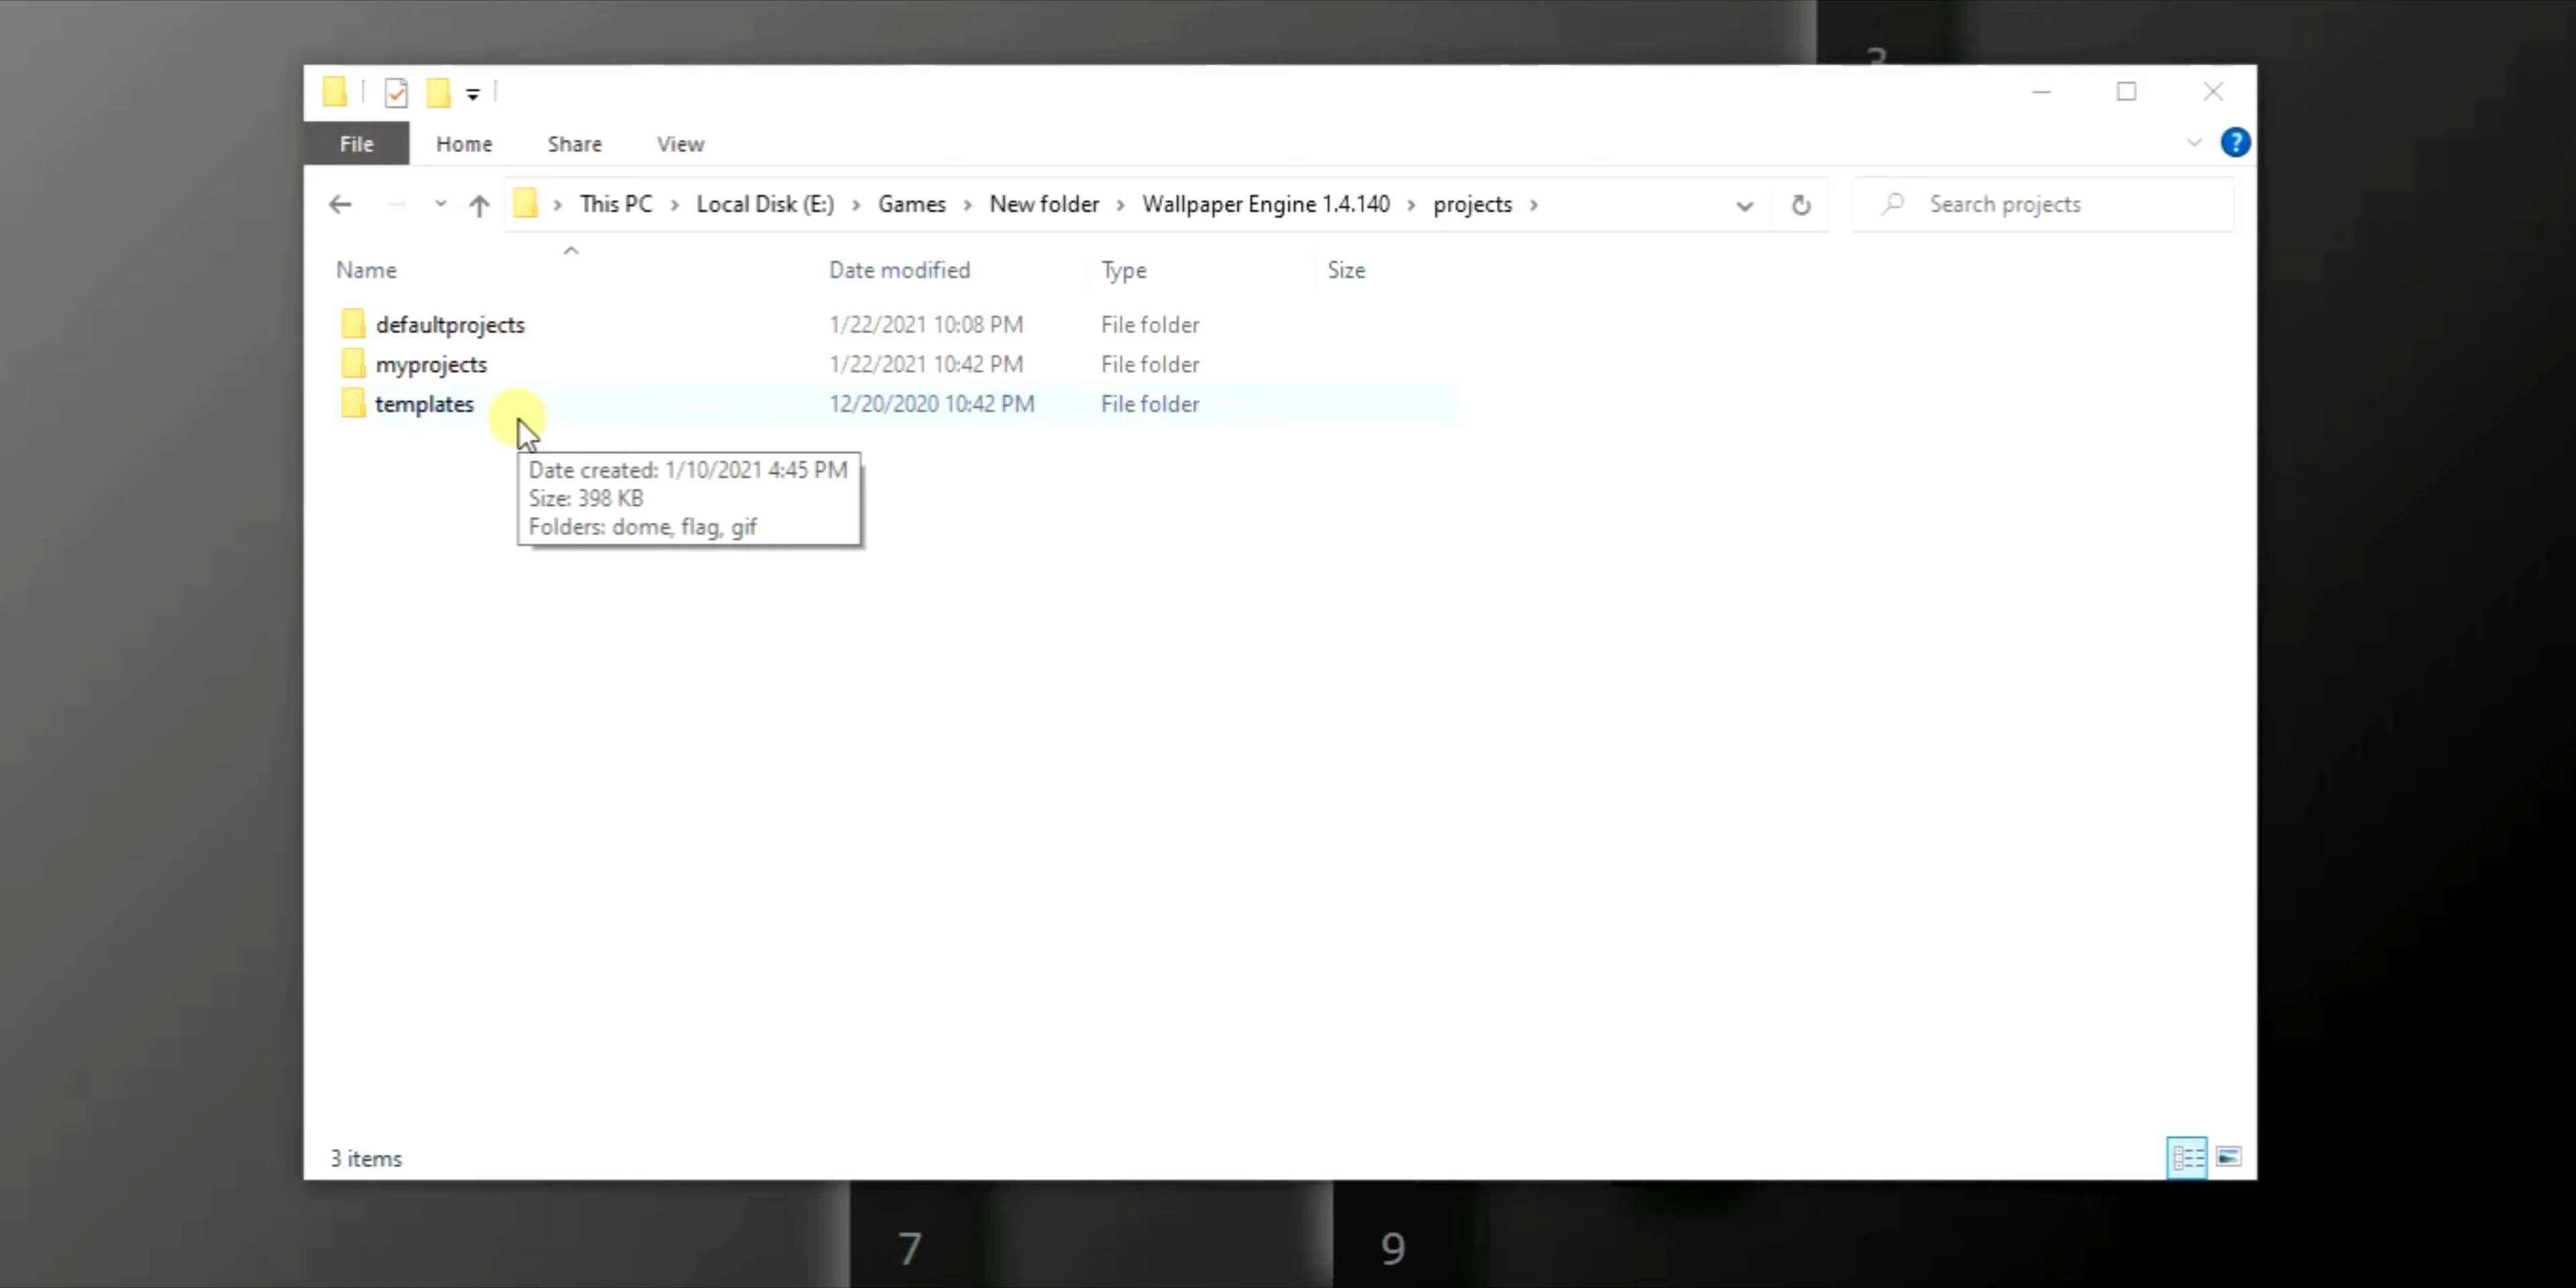 3
File Home Share View
This PC > Local Disk (E:) > Games > New folder > Wallpaper Engine 1.4.140 > projects >
Search projects
Name Date modified Type Size
defaultprojects 1/22/2021 10:08 PM File folder
myprojects 1/22/2021 10:42 PM File folder
templates 12/20/2020 10:42 PM File folder
Date created: 1/10/2021 4:45 PM
Size: 398 KB
Folders: dome, flag, gif
3 items
7 9